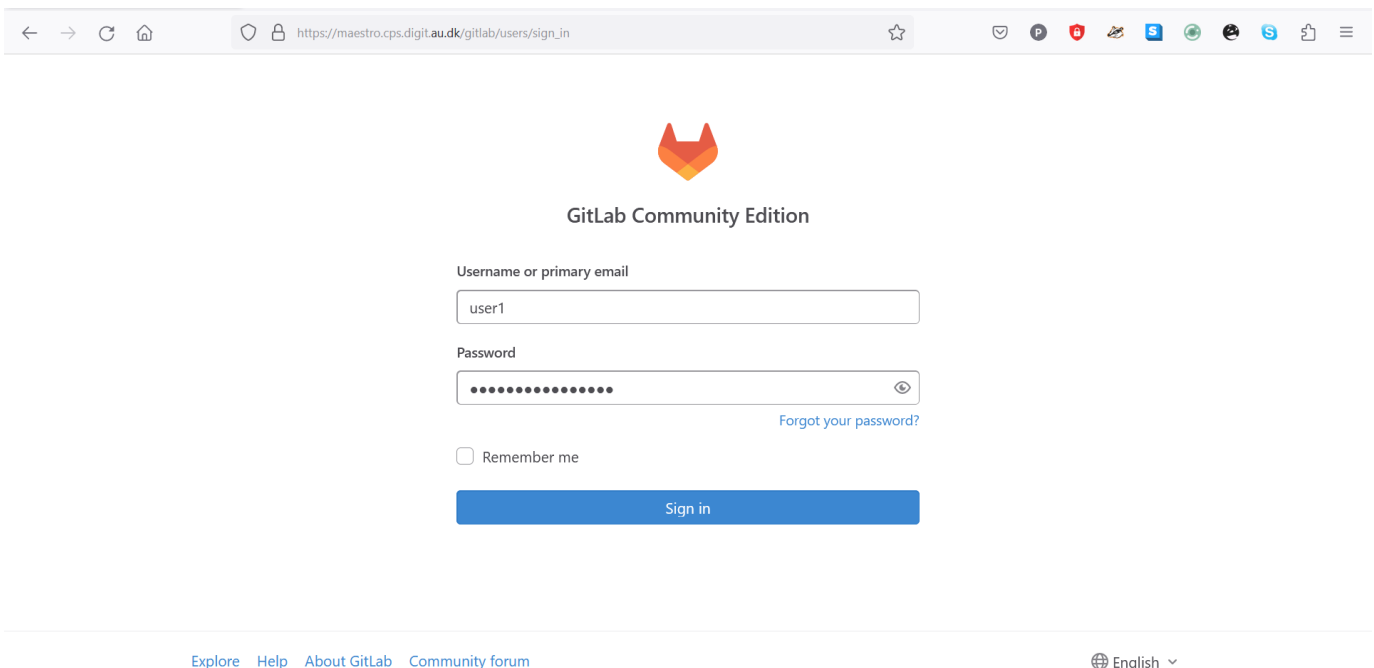 https://maestro.cps.digit.au.dk/gitlab/users/sign_in
GitLab Community Edition
Username or primary email
user1
Password
●●●●●●●●●●●●●●●●
Forgot your password?
Remember me
Sign in
Explore Help About GitLab Community forum English